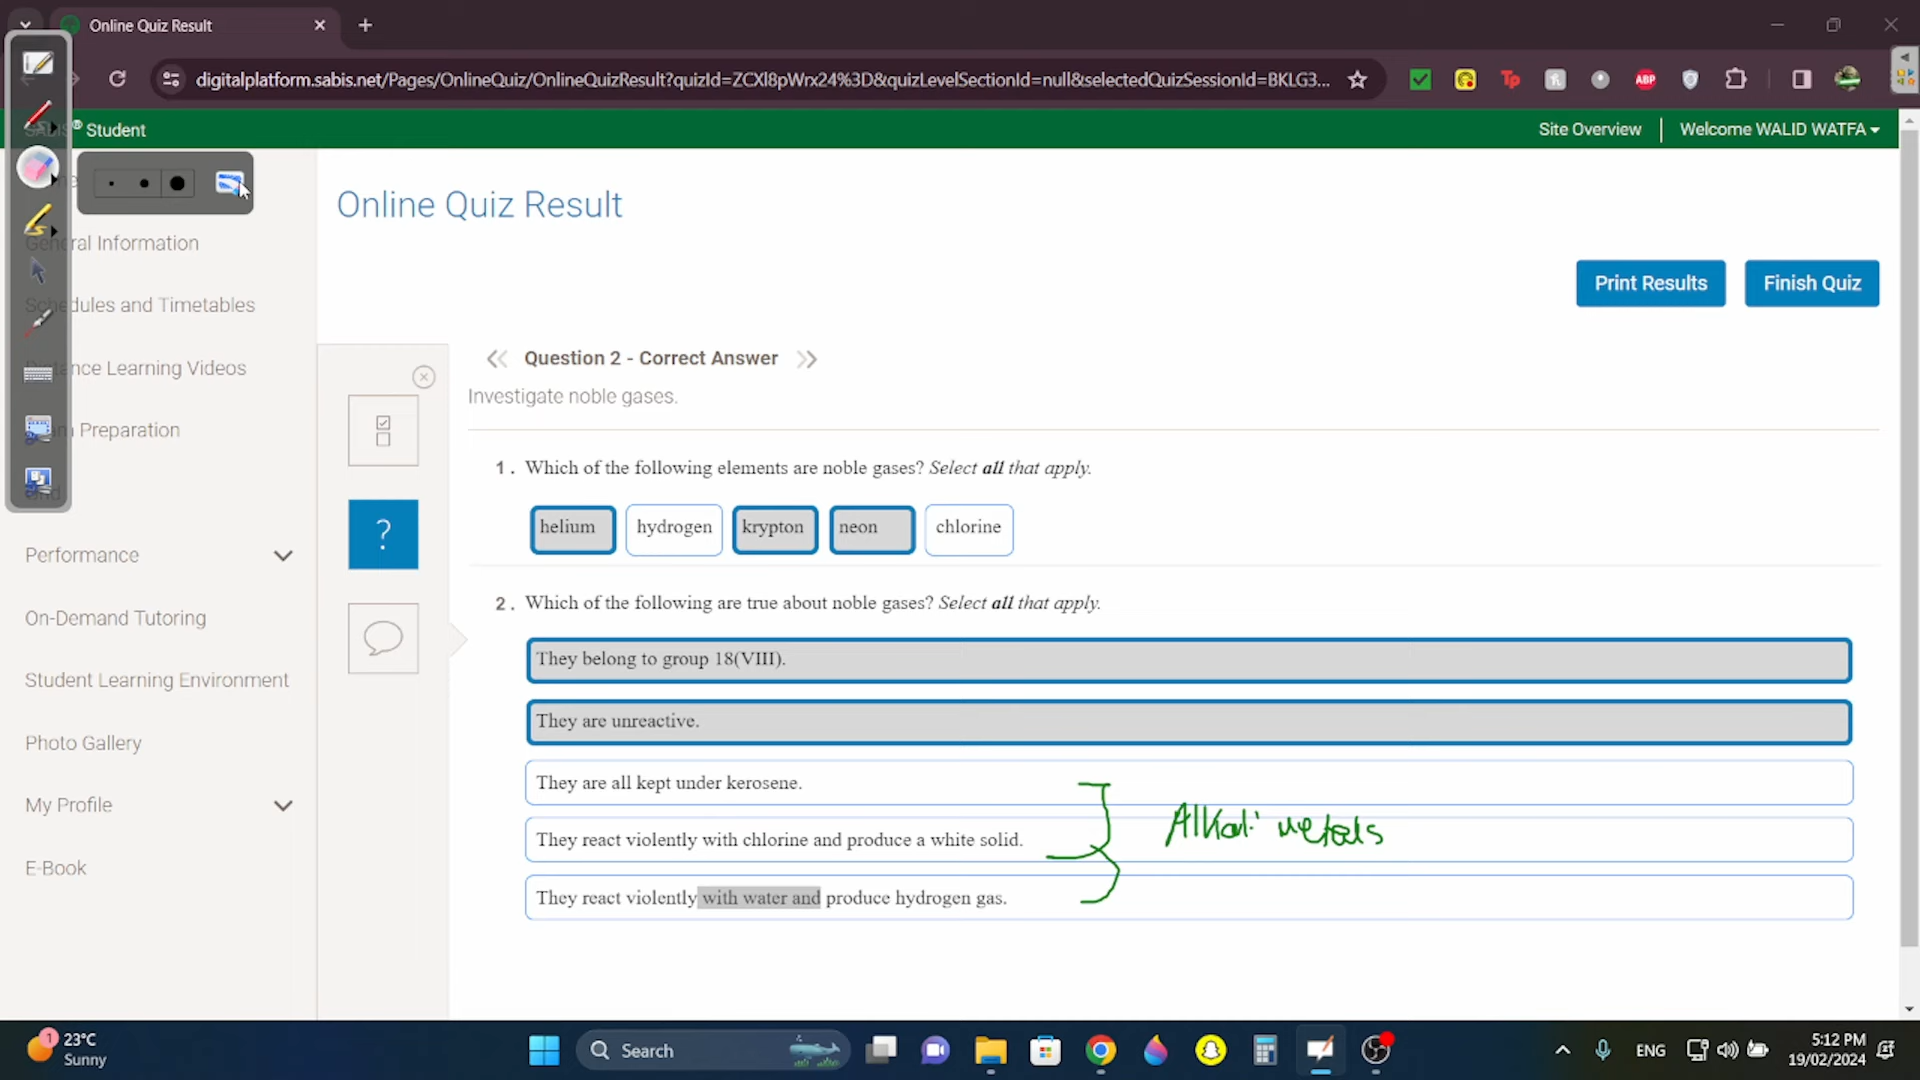 Online Quiz Result
digitalplatform.sabis.net/Pages/OnlineQuiz/OnlineQuizResult?quizId=ZCXl8pWrx24%3D&quizLevelSectionId=null&selectedQuizSessionId=BKLG3...
Tp
ABP
® Student
Site Overview
Welcome WALID WATFA
Online Quiz Result
General Information
Print Results
Finish Quiz
Schedules and Timetables
Question 2 - Correct Answer
Distance Learning Videos
Investigate noble gases.
Preparation
1. Which of the following elements are noble gases? Select all that apply.
helium
hydrogen
krypton
neon
chlorine
?
Performance
2. Which of the following are true about noble gases? Select all that apply.
On-Demand Tutoring
They belong to group 18(VIII).
Student Learning Environment
They are unreactive.
Photo Gallery
They are all kept under kerosene.
My Profile
Alkali metals
They react violently with chlorine and produce a white solid.
E-Book
They react violently with water and produce hydrogen gas.
1
23°C
Sunny
Search
ENG
5:12 PM
19/02/2024